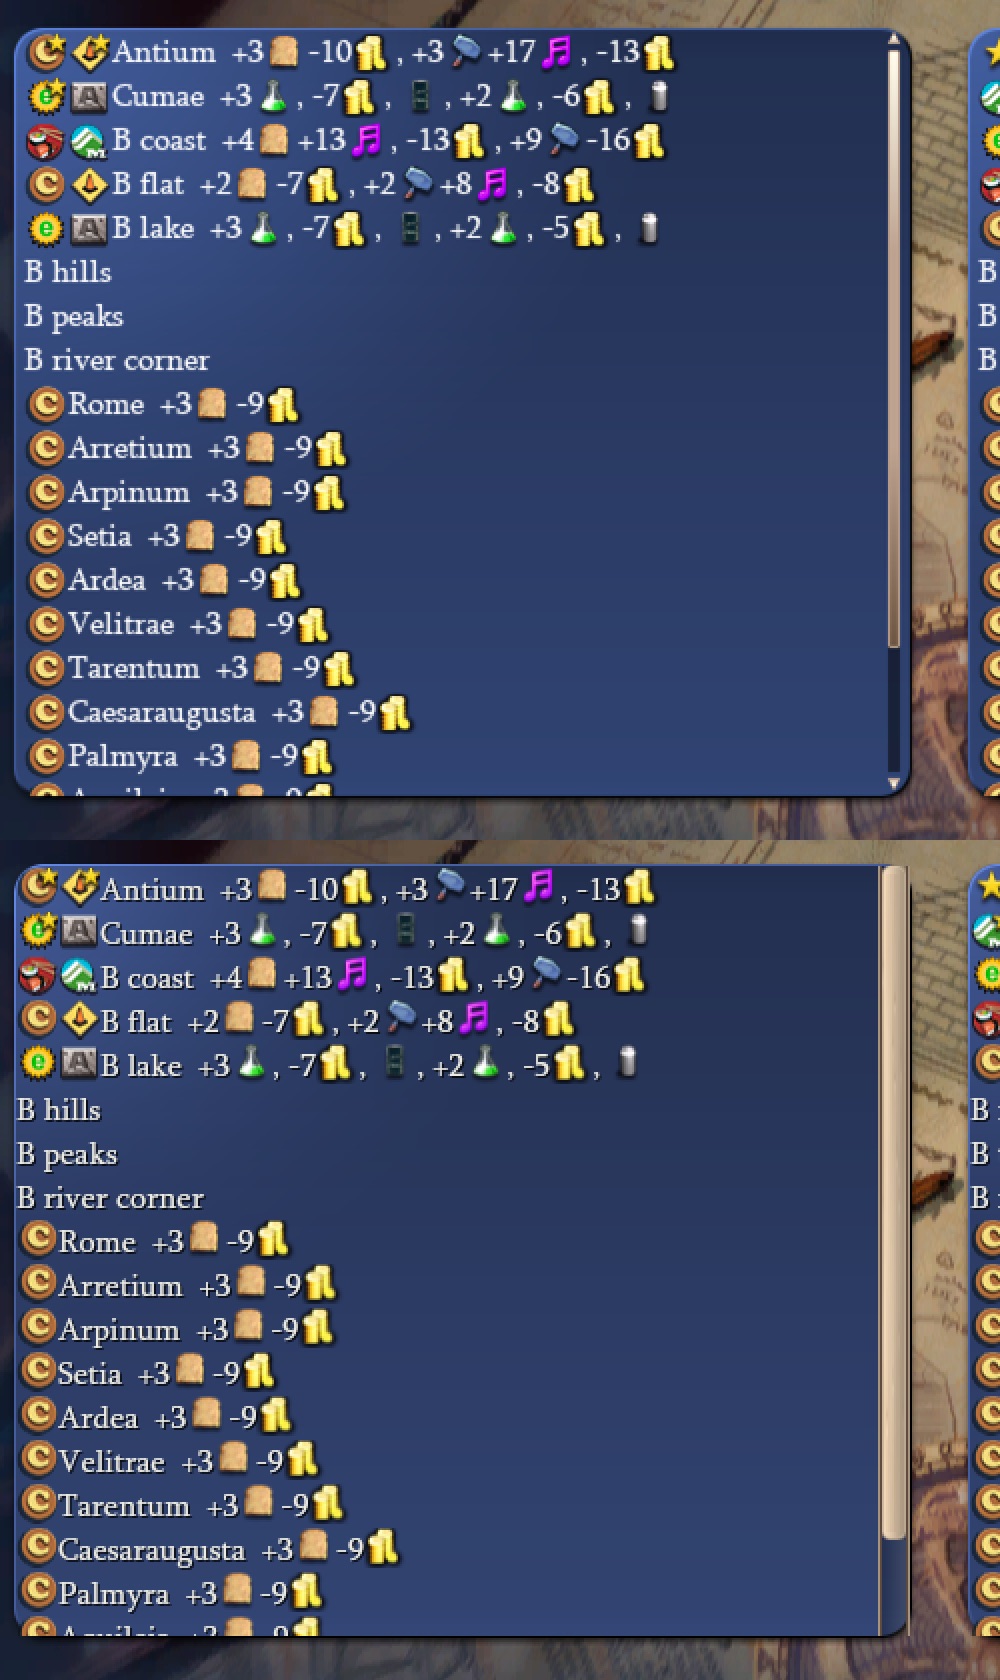 Antium +3 -10 , +3 +17 , -13
Cumae +3 , -7 , , +2 , -6 ,
B coast +4 +13 , -13 , +9 -16
B flat +2 -7 , +2 +8 , -8
B lake +3 , -7 , , +2 , -5 ,
B hills
B peaks
B river corner
Rome +3 -9
Arretium +3 -9
Arpinum +3 -9
Setia +3 -9
Ardea +3 -9
Velitrae +3 -9
Tarentum +3 -9
Caesaraugusta +3 -9
Palmyra +3 -9
B
B
B
Antium +3 -10 , +3 +17 , -13
Cumae +3 , -7 , , +2 , -6 ,
B coast +4 +13 , -13 , +9 -16
B flat +2 -7 , +2 +8 , -8
B lake +3 , -7 , , +2 , -5 ,
B hills
B peaks
B river corner
Rome +3 -9
Arretium +3 -9
Arpinum +3 -9
Setia +3 -9
Ardea +3 -9
Velitrae +3 -9
Tarentum +3 -9
Caesaraugusta +3 -9
Palmyra +3 -9
B
B
B